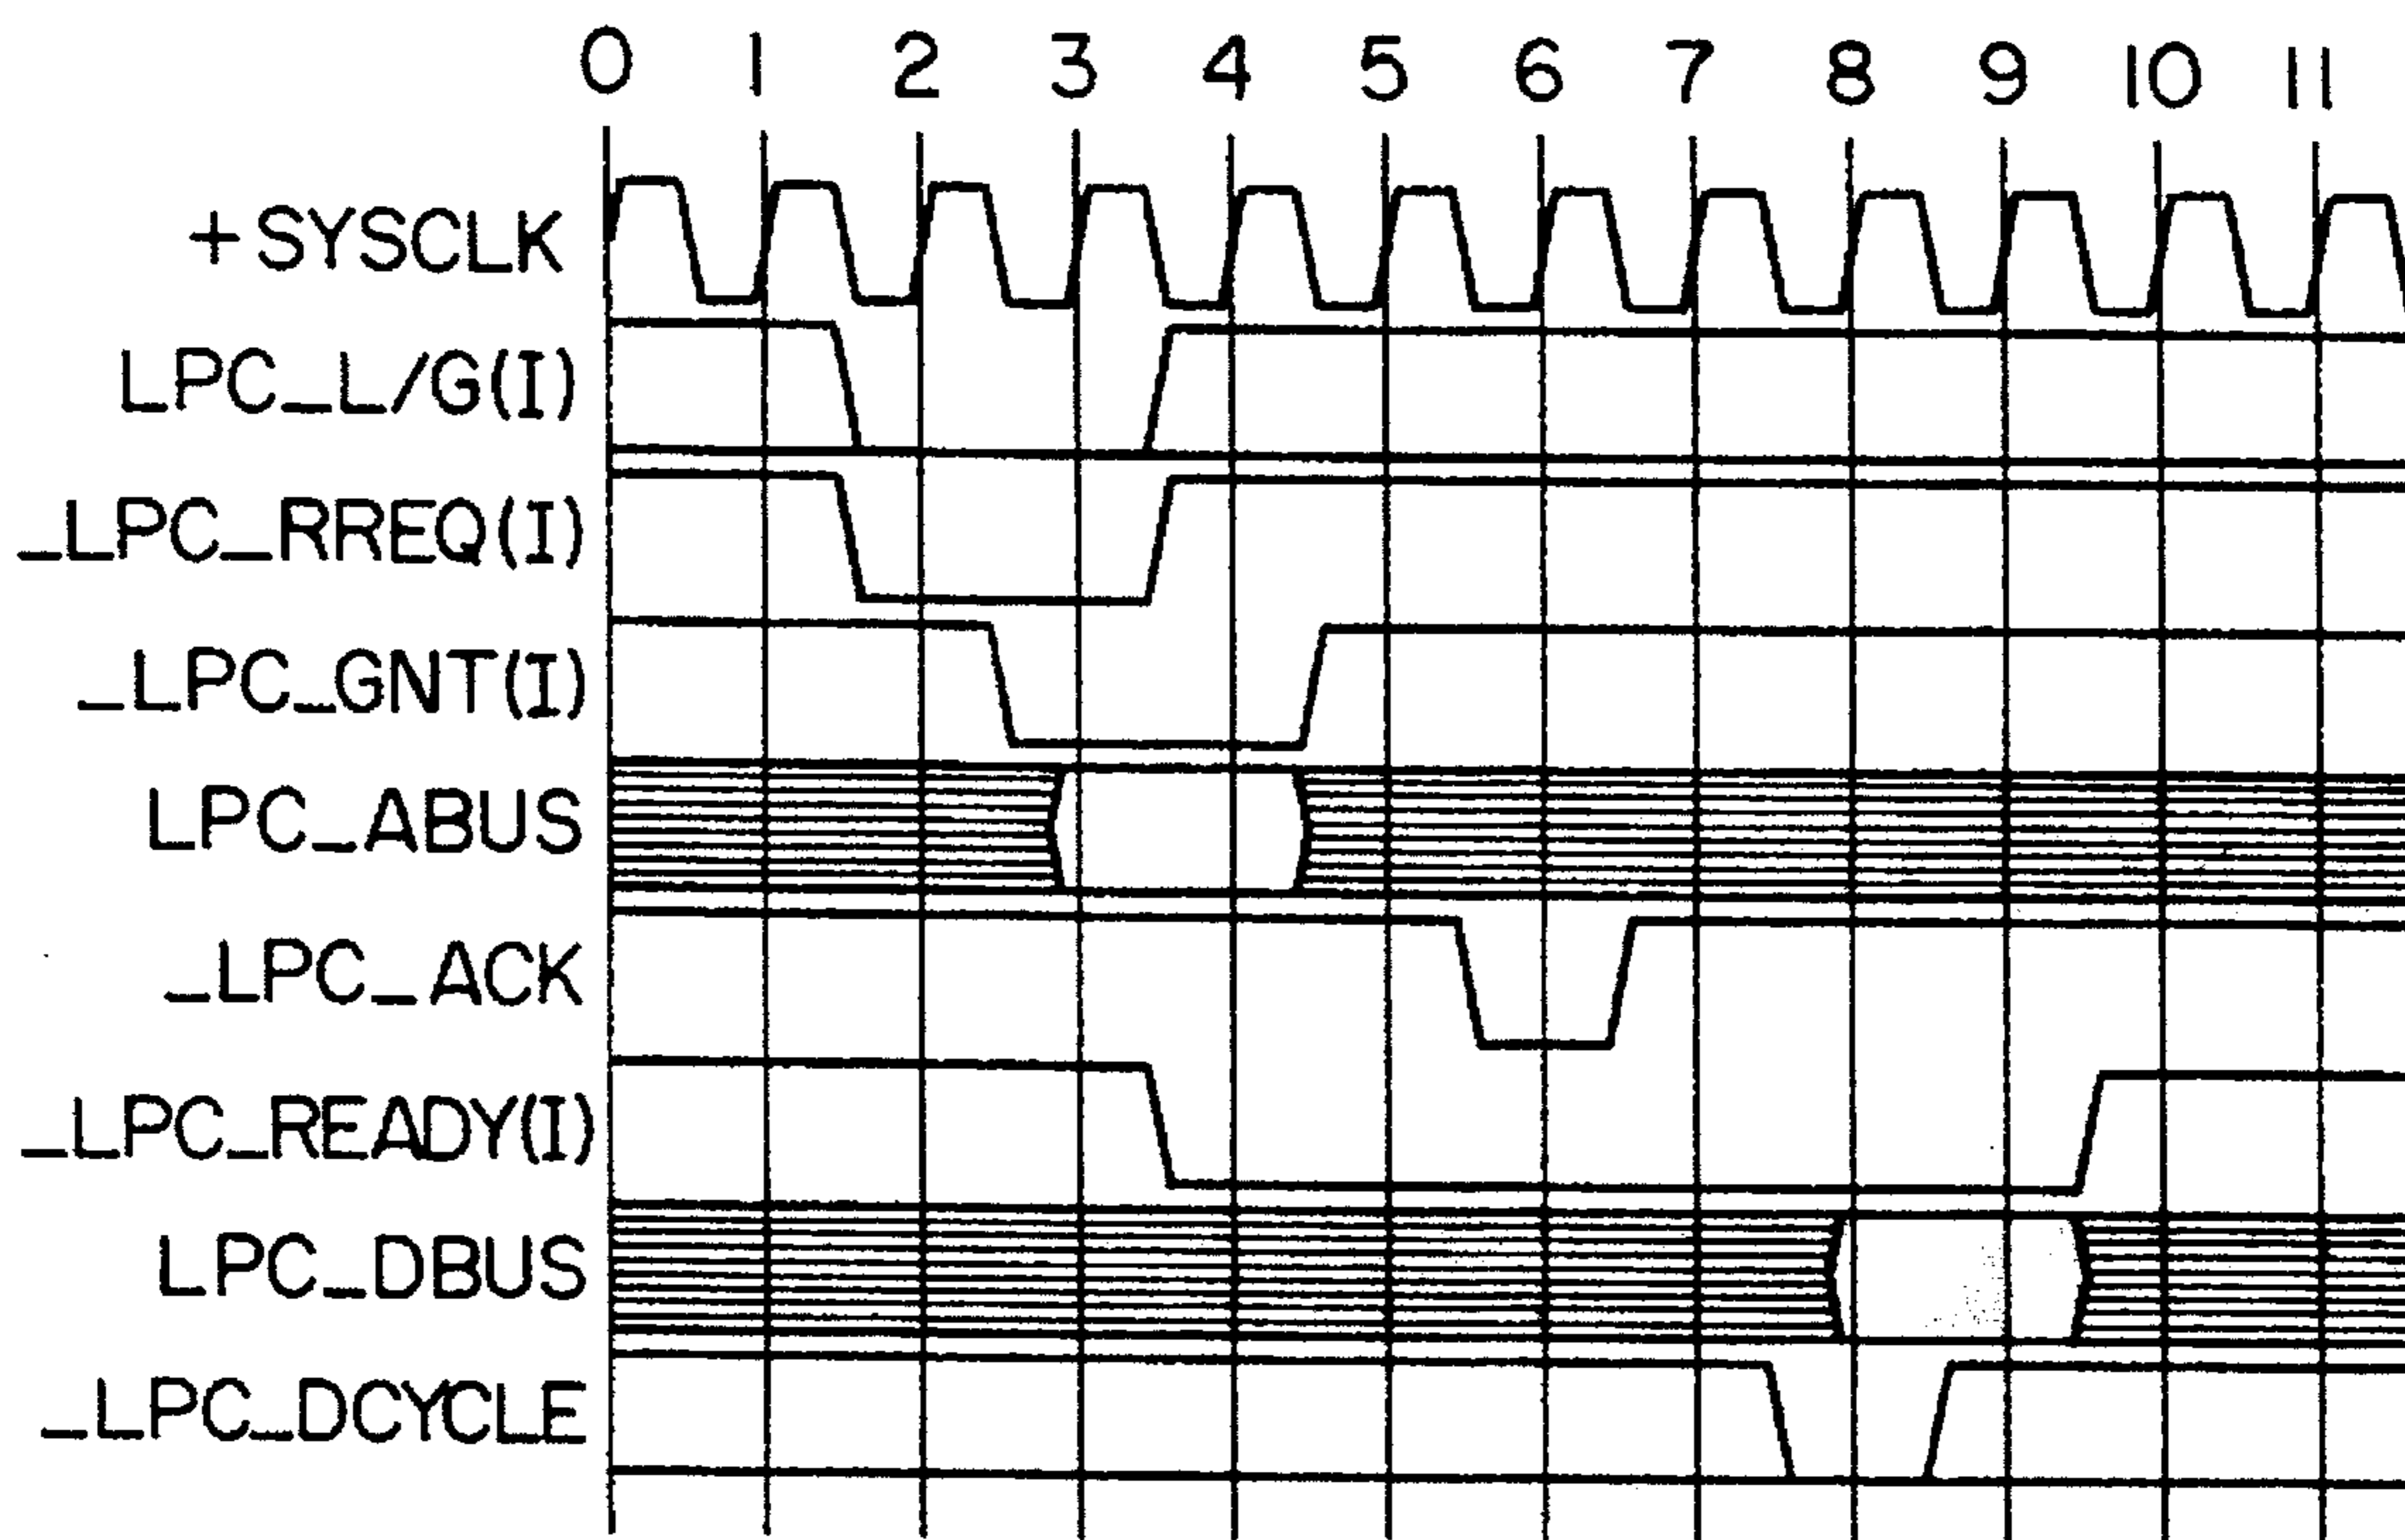 0 1 2 3 4 5 6 7 8 9 10 11
+SYSCLK
LPC_L/G(I)
_LPC_RREQ(I)
_LPC_GNT(I)
LPC_ABUS
_LPC_ACK
_LPC_READY(I)
LPC_DBUS
_LPC_DCYCLE